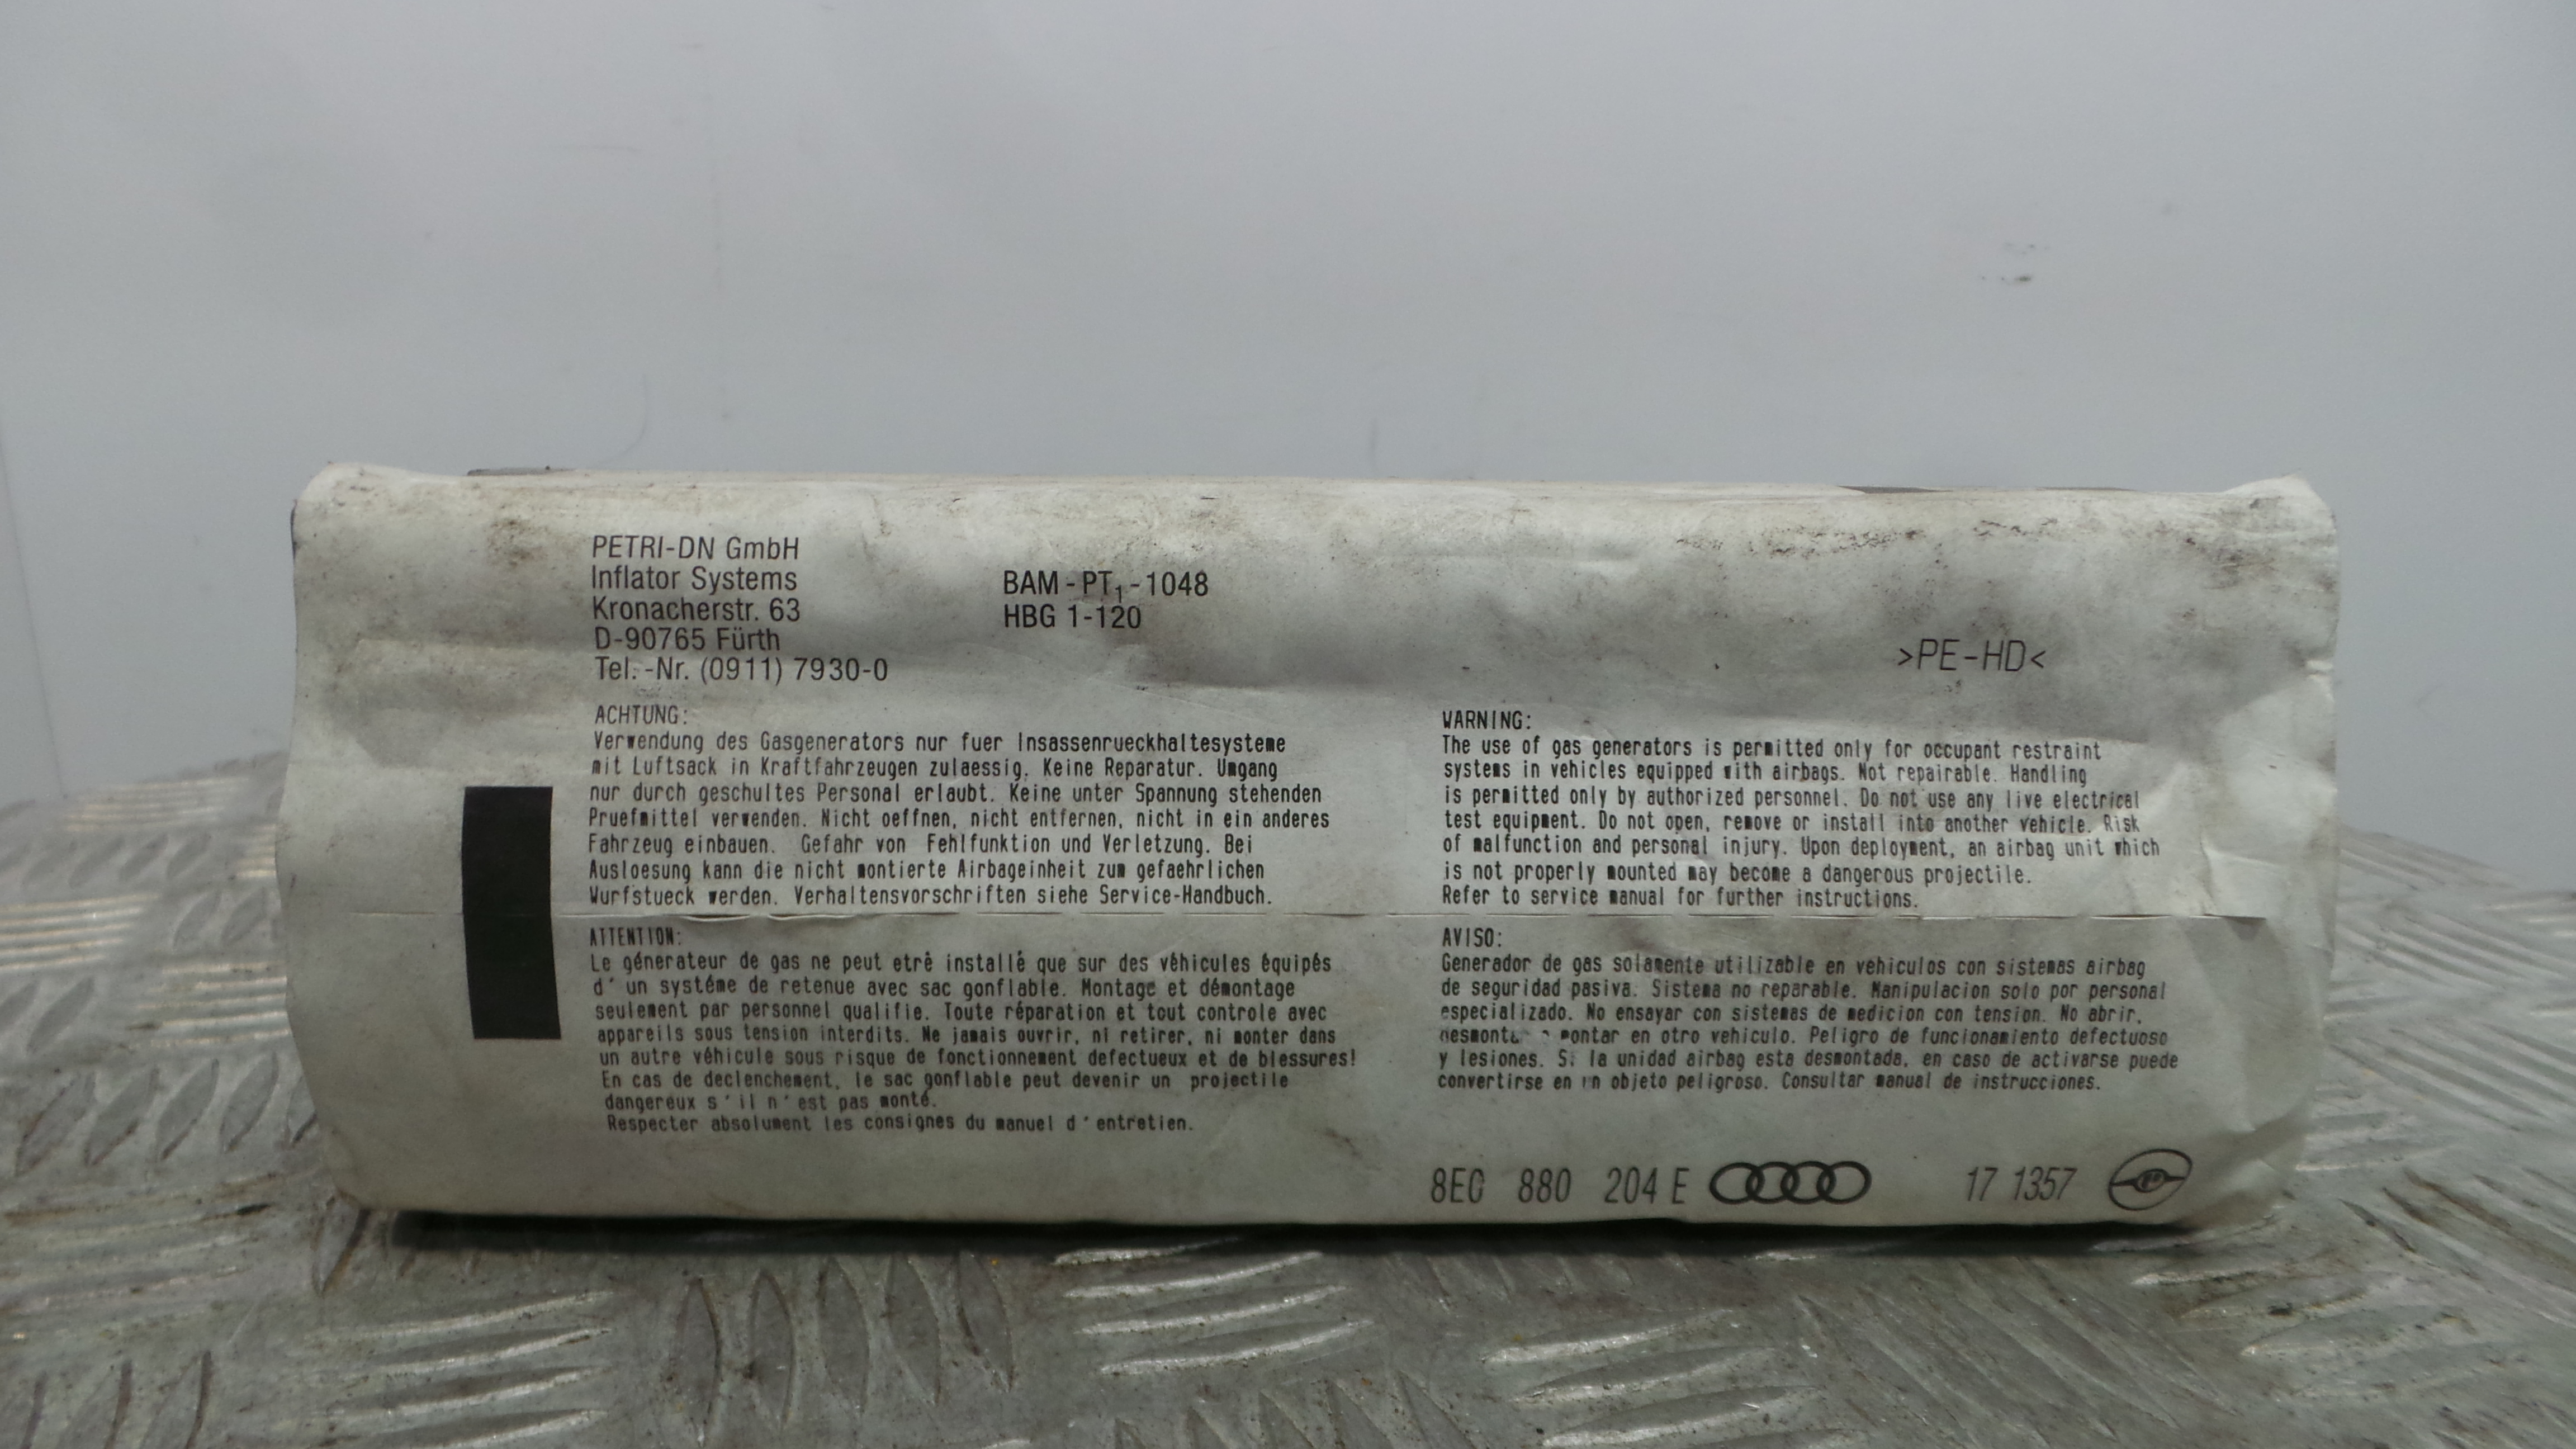 PETRI-DN GmbH
Inflator Systems
Kronacherstr. 63
D-90765 Fürth
Tel.-Nr. (0911) 7930-0
BAM-PT₁-1048
HBG 1-120
>PE-HD<
ACHTUNG:
Verwendung des Gasgenerators nur fuer Insassenrueckhaltesysteme
mit Luftsack in Kraftfahrzeugen zulaessig. Keine Reparatur. Umgang
nur durch geschultes Personal erlaubt. Keine unter Spannung stehenden
Pruefmittel verwenden. Nicht oeffnen, nicht entfernen, nicht in ein anderes
Fahrzeug einbauen. Gefahr von Fehlfunktion und Verletzung. Bei
Ausloesung kann die nicht montierte Airbageinheit zum gefaehrlichen
Wurfstueck werden. Verhaltensvorschriften siehe Service-Handbuch.
WARNING:
The use of gas generators is permitted only for occupant restraint
systems in vehicles equipped with airbags. Not repairable. Handling
is permitted only by authorized personnel. Do not use any live electrical
test equipment. Do not open, remove or install into another vehicle. Risk
of malfunction and personal injury. Upon deployment, an airbag unit which
is not properly mounted may become a dangerous projectile.
Refer to service manual for further instructions.
ATTENTION:
Le génerateur de gas ne peut etré installé que sur des véhicules équipés
d' un systéme de retenue avec sac gonflable. Montage et démontage
seulement par personnel qualifie. Toute réparation et tout controle avec
appareils sous tension interdits. Ne jamais ouvrir, ni retirer, ni monter dans
un autre véhicule sous risque de fonctionnement defectueux et de blessures!
En cas de declenchement, le sac gonflable peut devenir un projectile
dangereux s'il n'est pas monté.
Respecter absolument les consignes du manuel d'entretien.
AVISO:
Generador de gas solamente utilizable en vehiculos con sistemas airbag
de seguridad pasiva. Sistema no reparable. Manipulacion solo por personal
especializado. No ensayar con sistemas de medicion con tension. No abrir,
montar en otro vehiculo. Peligro de funcionamiento defectuoso
y lesiones. Si la unidad airbag esta desmontada, en caso de activarse puede
convertirse en un objeto peligroso. Consultar manual de instrucciones.
8E0 880 204 E
17 1357